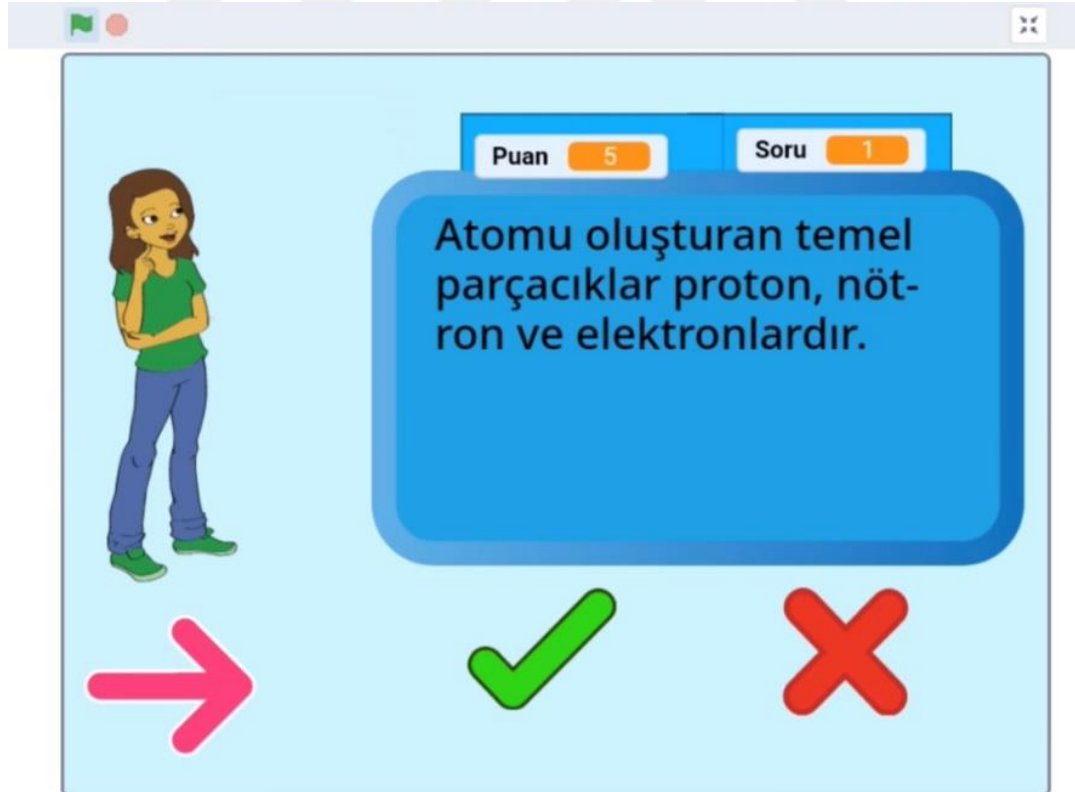 Puan 5 Soru 1
Atomu oluşturan temel
parçacıklar proton, nöt-
ron ve elektronlardır.